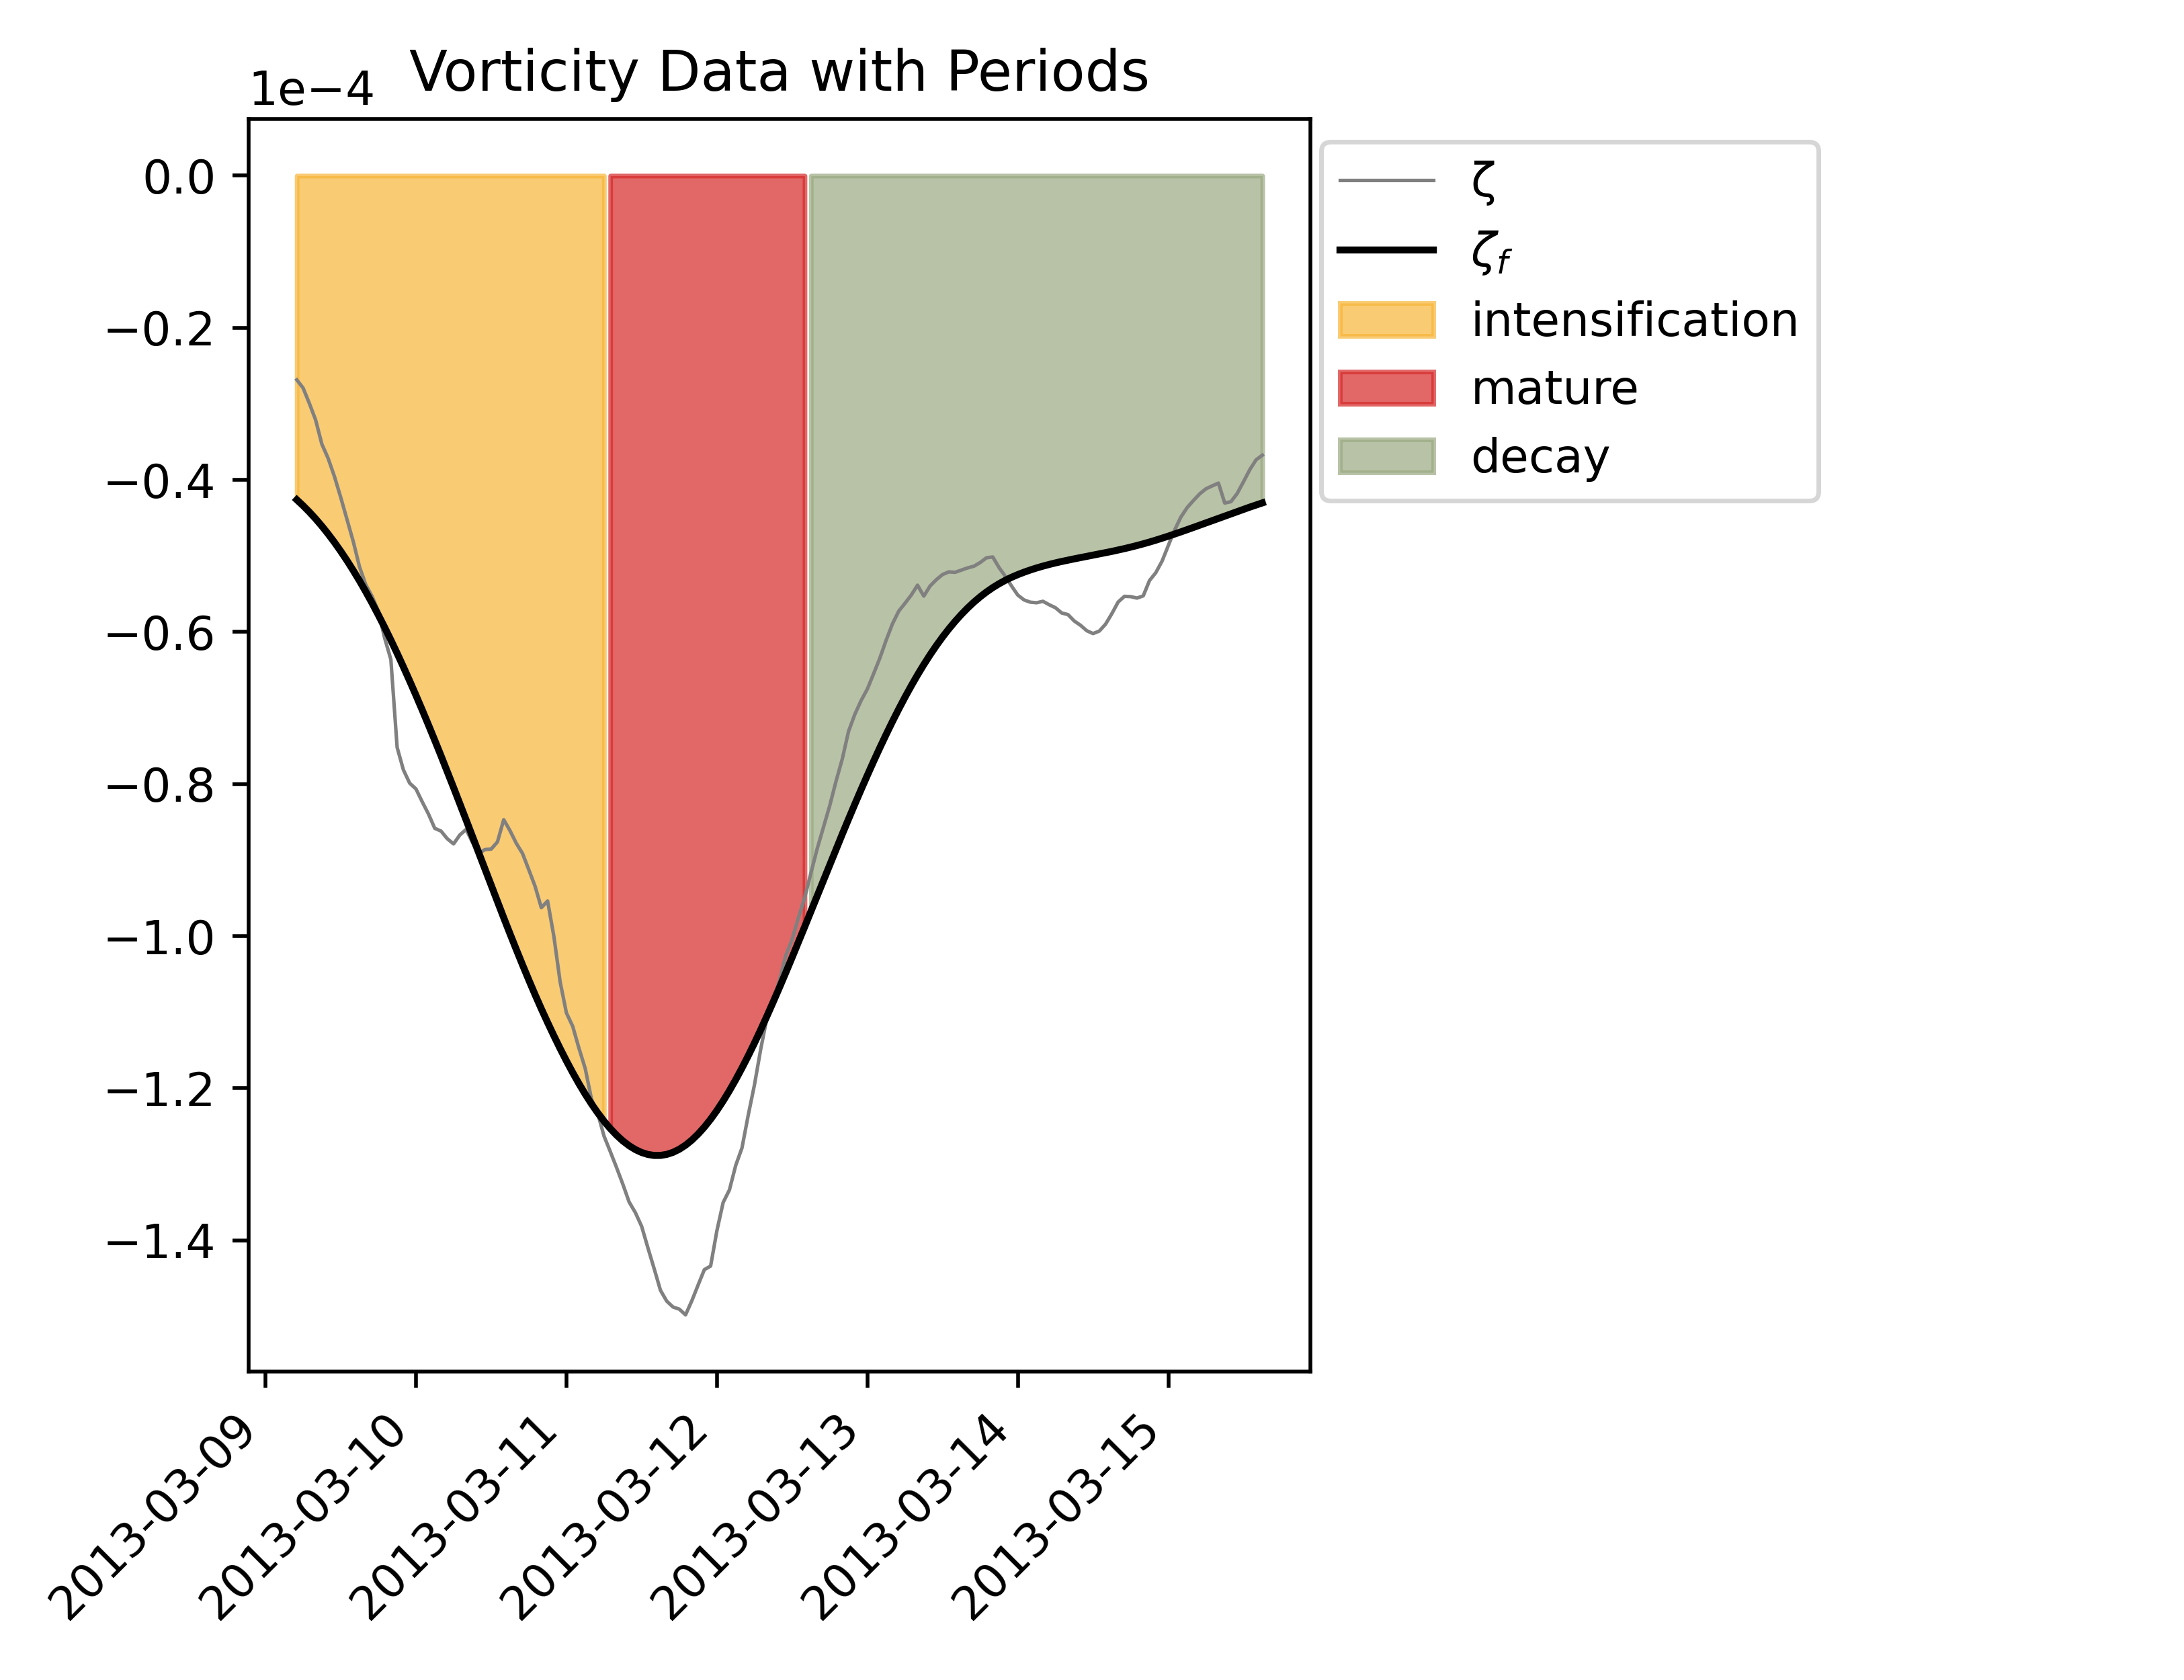 Vorticity Data with Periods
1e−4
0.0
−0.2
−0.4
−0.6
−0.8
−1.0
−1.2
−1.4
2013-03-09
2013-03-10
2013-03-11
2013-03-12
2013-03-13
2013-03-14
2013-03-15
ζ
ζf
intensification
mature
decay